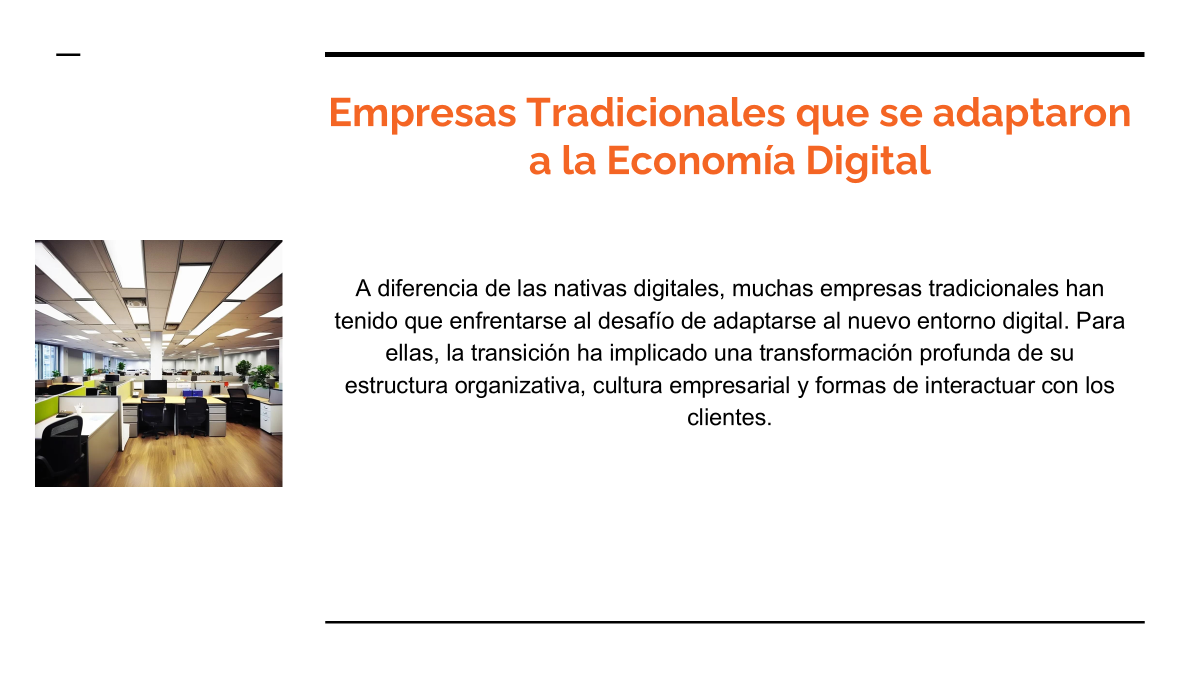 Empresas Tradicionales que se adaptaron
a la Economía Digital
A diferencia de las nativas digitales, muchas empresas tradicionales han
tenido que enfrentarse al desafío de adaptarse al nuevo entorno digital. Para
ellas, la transición ha implicado una transformación profunda de su
estructura organizativa, cultura empresarial y formas de interactuar con los
clientes.